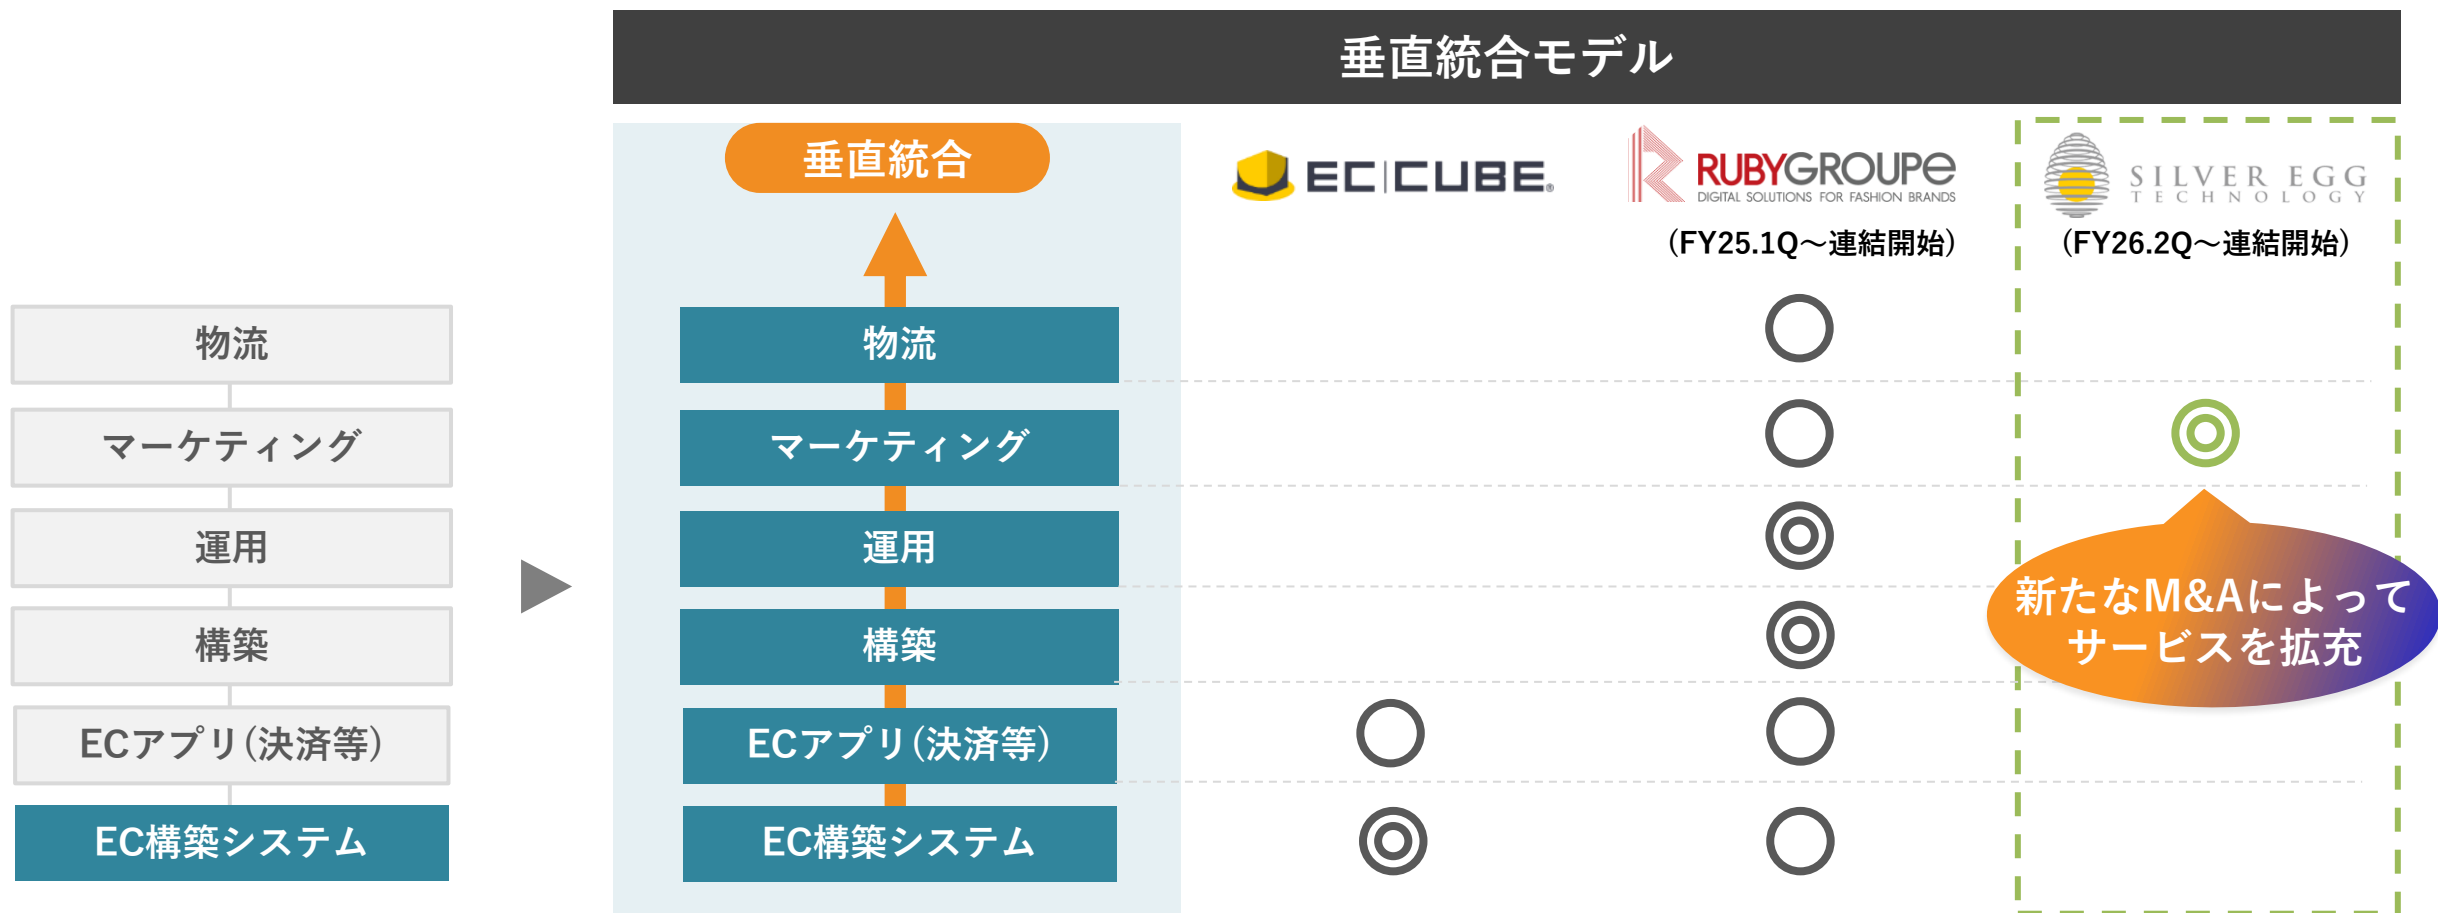 垂直統合モデル
垂直統合
EC CUBE®
RUBYGROUPe
DIGITAL SOLUTIONS FOR FASHION BRANDS
(FY25.1Q～連結開始)
SILVER EGG
TECHNOLOGY
(FY26.2Q～連結開始)
物流
マーケティング
運用
構築
ECアプリ(決済等)
EC構築システム
物流
マーケティング
運用
構築
ECアプリ(決済等)
EC構築システム
新たなM&Aによって
サービスを拡充